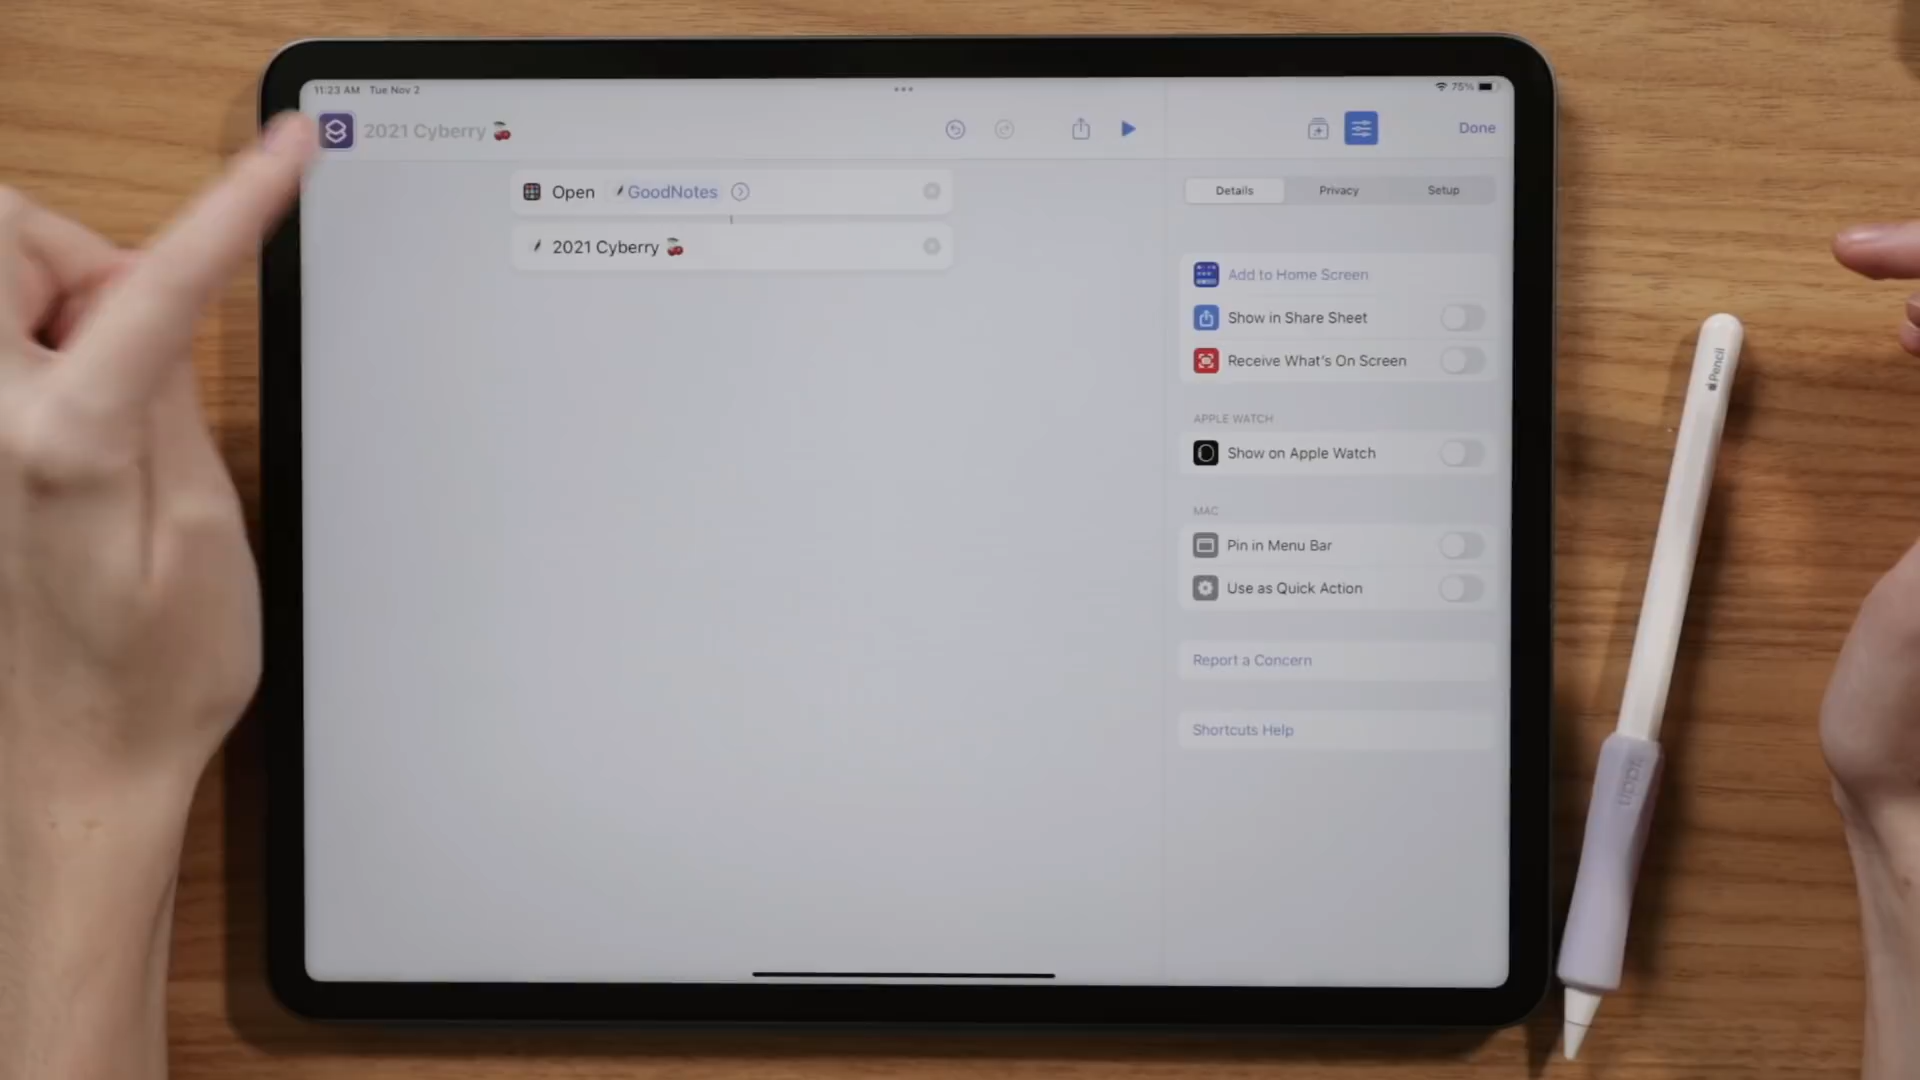 11:23 AM Tue Nov 2
75%
2021 Cyberry 🍒
Done
Open GoodNotes
2021 Cyberry 🍒
Details Privacy Setup
Add to Home Screen
Show in Share Sheet
Receive What's On Screen
APPLE WATCH
Show on Apple Watch
MAC
Pin in Menu Bar
Use as Quick Action
Report a Concern
Shortcuts Help
Pencil